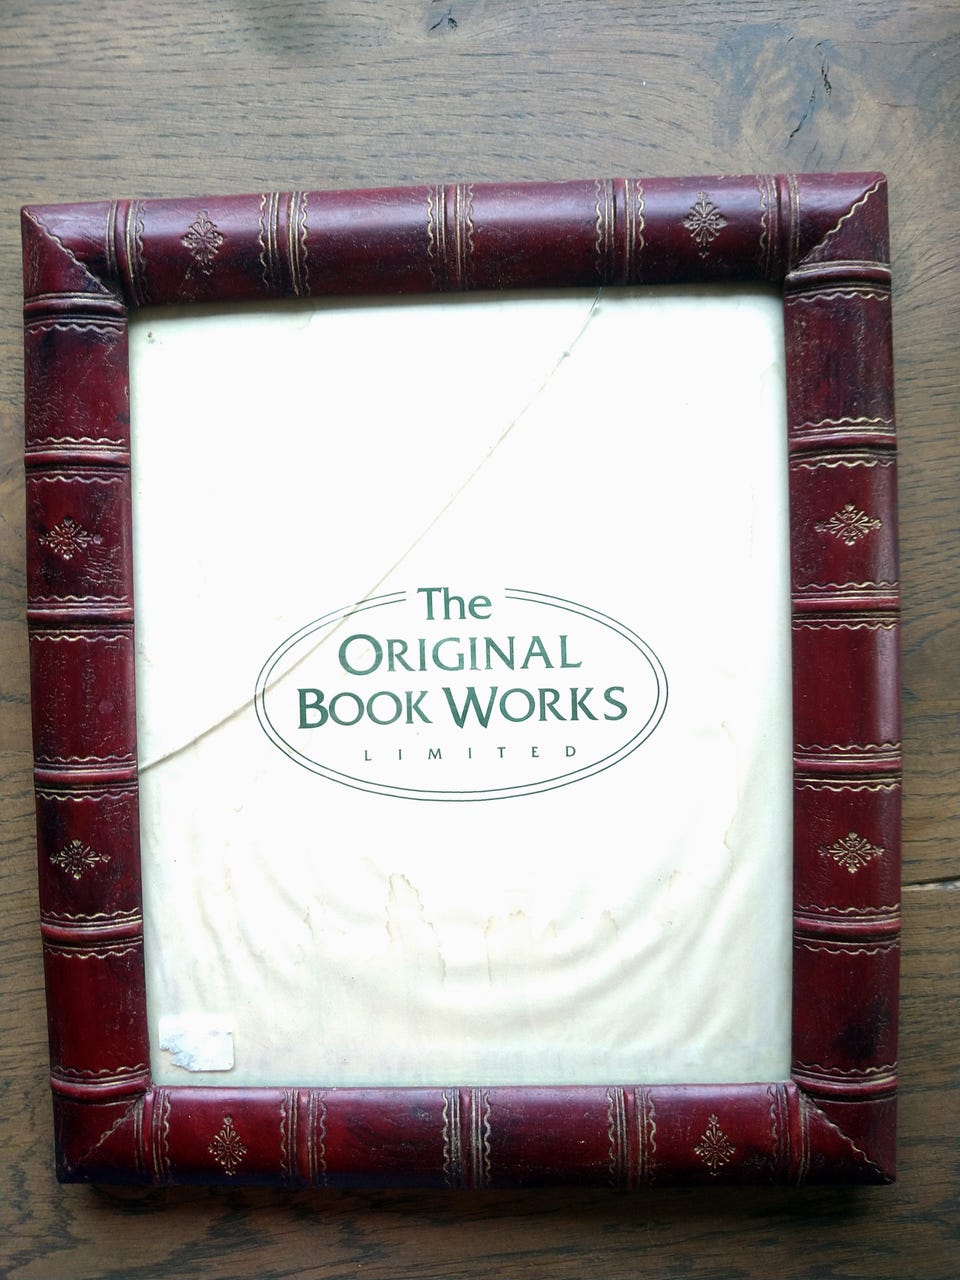 The
ORIGINAL
BOOK WORKS
LIMITED